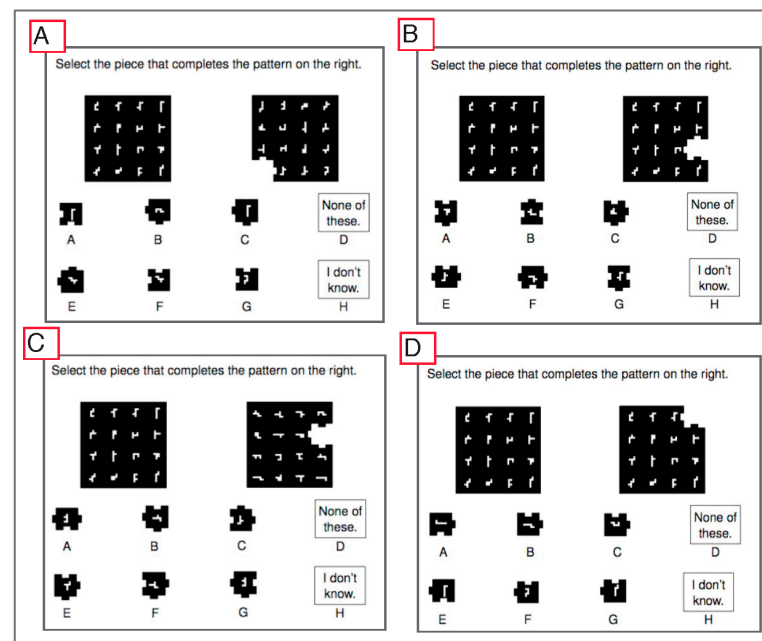 A
Select the piece that completes the pattern on the right.
A
B
C
None of
these.
D
E
F
G
I don't
know.
H
B
Select the piece that completes the pattern on the right.
A
B
C
None of
these.
D
E
F
G
I don't
know.
H
C
Select the piece that completes the pattern on the right.
A
B
C
None of
these.
D
E
F
G
I don't
know.
H
D
Select the piece that completes the pattern on the right.
A
B
C
None of
these.
D
E
F
G
I don't
know.
H